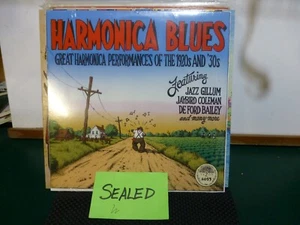 HARMONICA BLUES
GREAT HARMONICA PERFORMANCES OF THE 1920s AND '30s
Featuring
JAZZ GILLUM
JAYBIRD COLEMAN
DE FORD BAILEY
and many more
SEALED